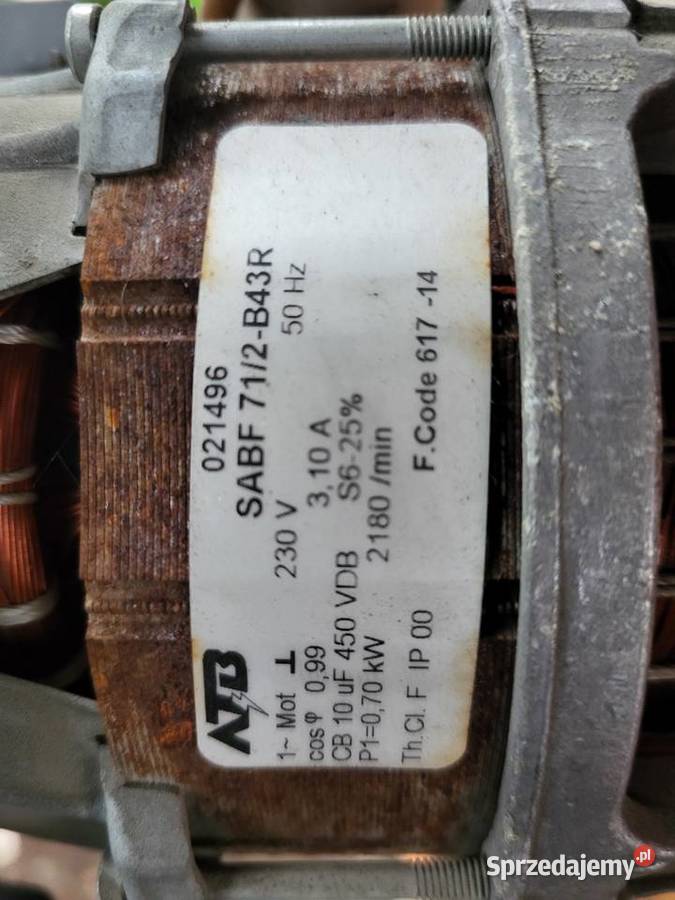 ATB
021496
SABF 71/2-B43R
1~ Mot ⊥ 230 V 50 Hz
cos φ 0,99 3,10 A
CB 10 uF 450 VDB S6-25%
P1=0,70 kW 2180 /min
Th.Cl. F IP 00 F.Code 617 -14
Sprzedajemy.pl